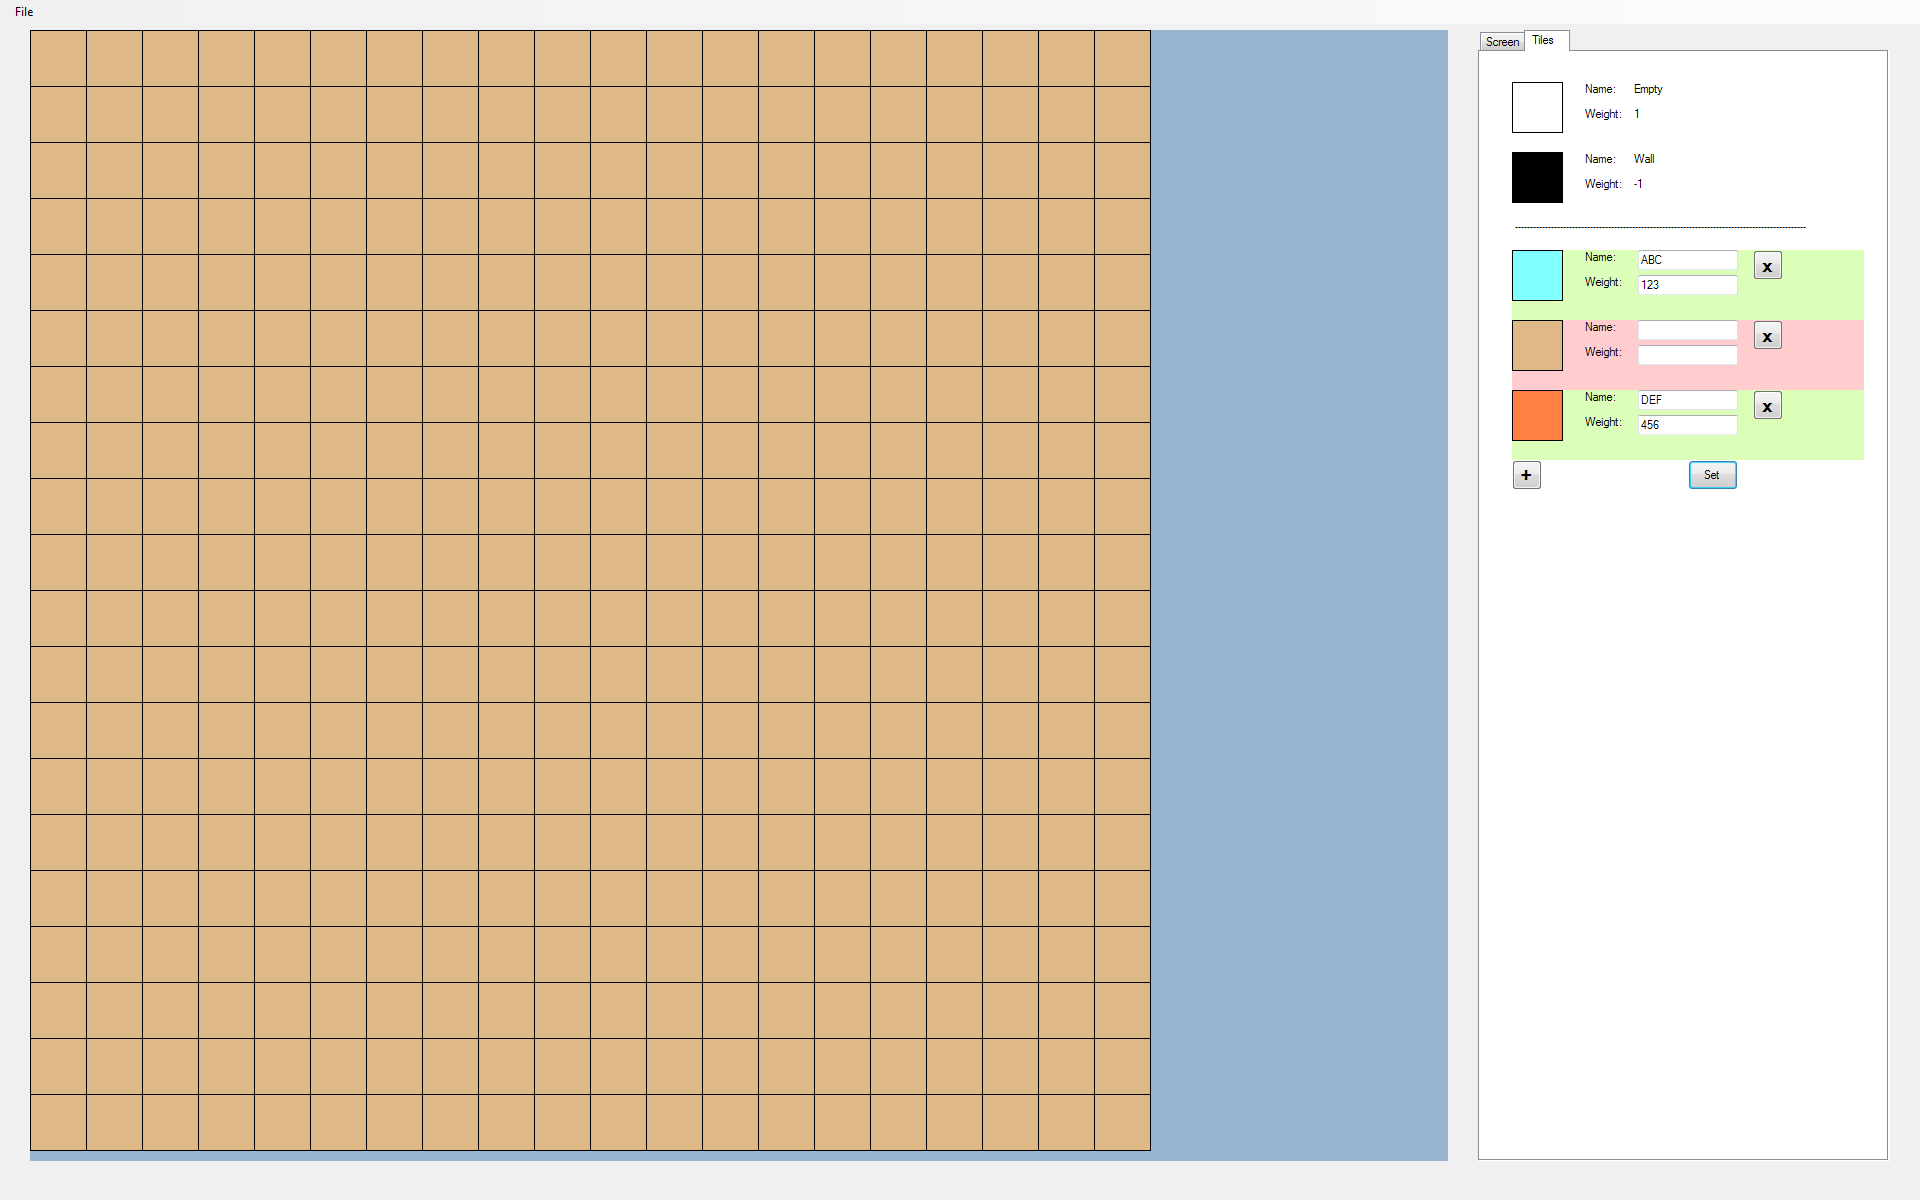 File
Screen Tiles
Name: Empty
Weight: 1
Name: Wall
Weight: -1
Name: ABC x
Weight: 123
Name: x
Weight:
Name: DEF x
Weight: 456
+ Set